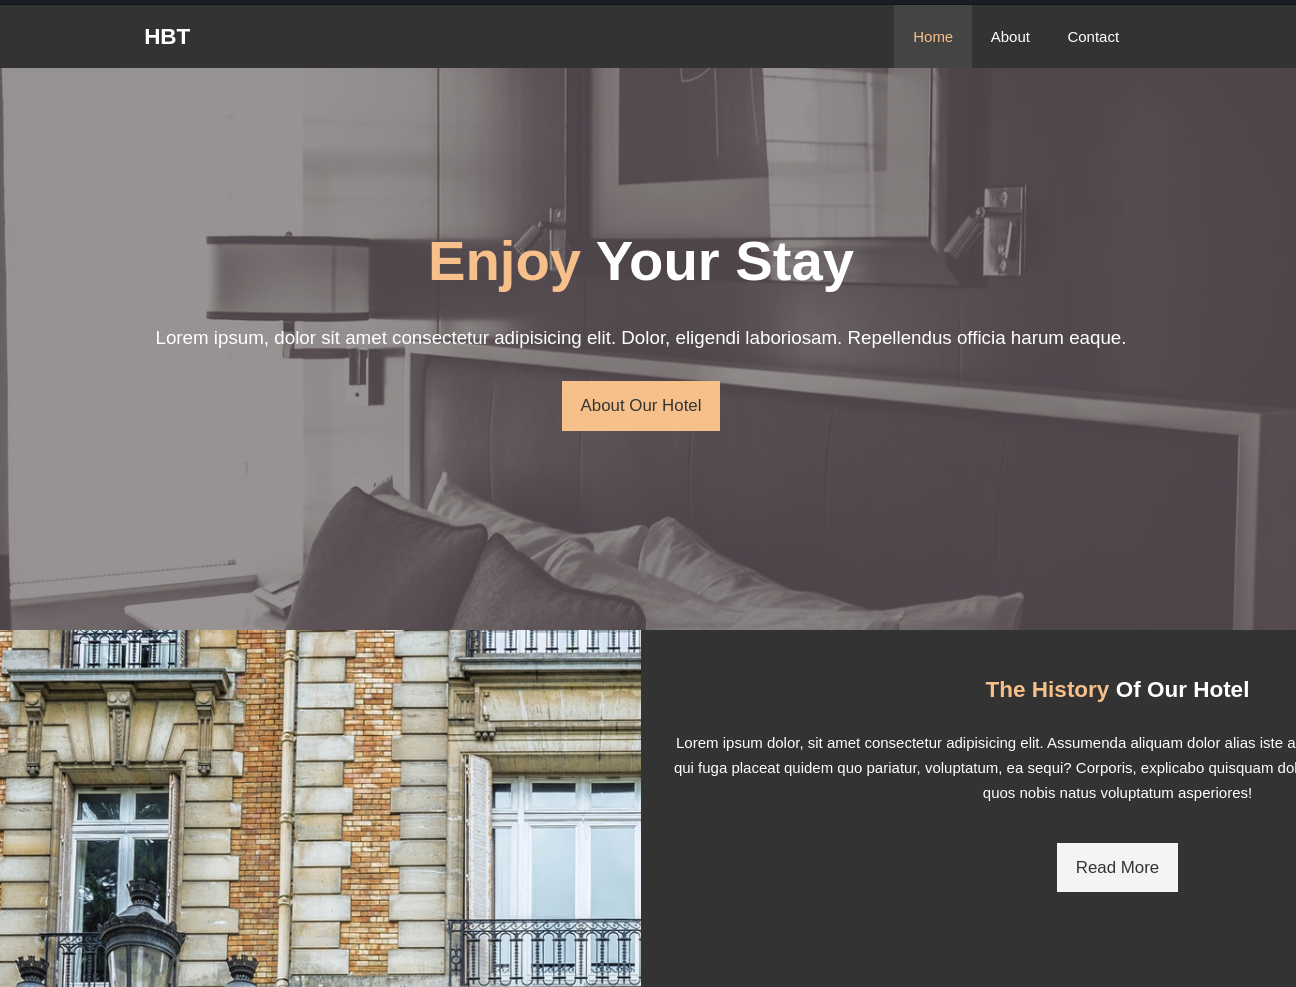 HBT
Home About Contact
Enjoy Your Stay
Lorem ipsum, dolor sit amet consectetur adipisicing elit. Dolor, eligendi laboriosam. Repellendus officia harum eaque.
About Our Hotel
The History Of Our Hotel
Lorem ipsum dolor, sit amet consectetur adipisicing elit. Assumenda aliquam dolor alias iste
qui fuga placeat quidem quo pariatur, voluptatum, ea sequi? Corporis, explicabo quisquam
quos nobis natus voluptatum asperiores!
Read More